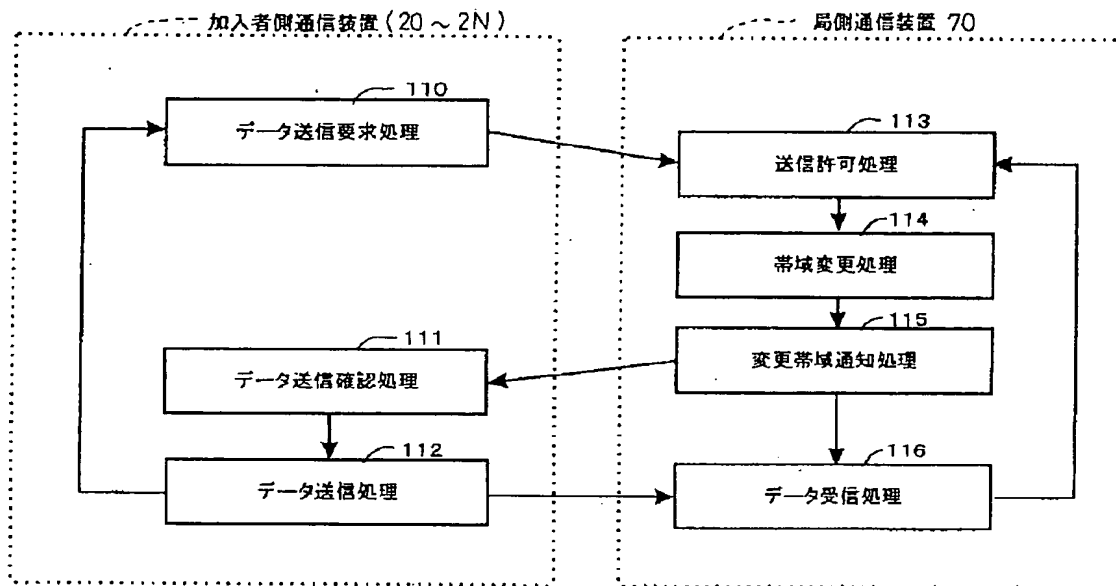 加入者側通信装置(20～2N)
110
データ送信要求処理
111
データ送信確認処理
112
データ送信処理
局側通信装置 70
113
送信許可処理
114
帯域変更処理
115
変更帯域通知処理
116
データ受信処理